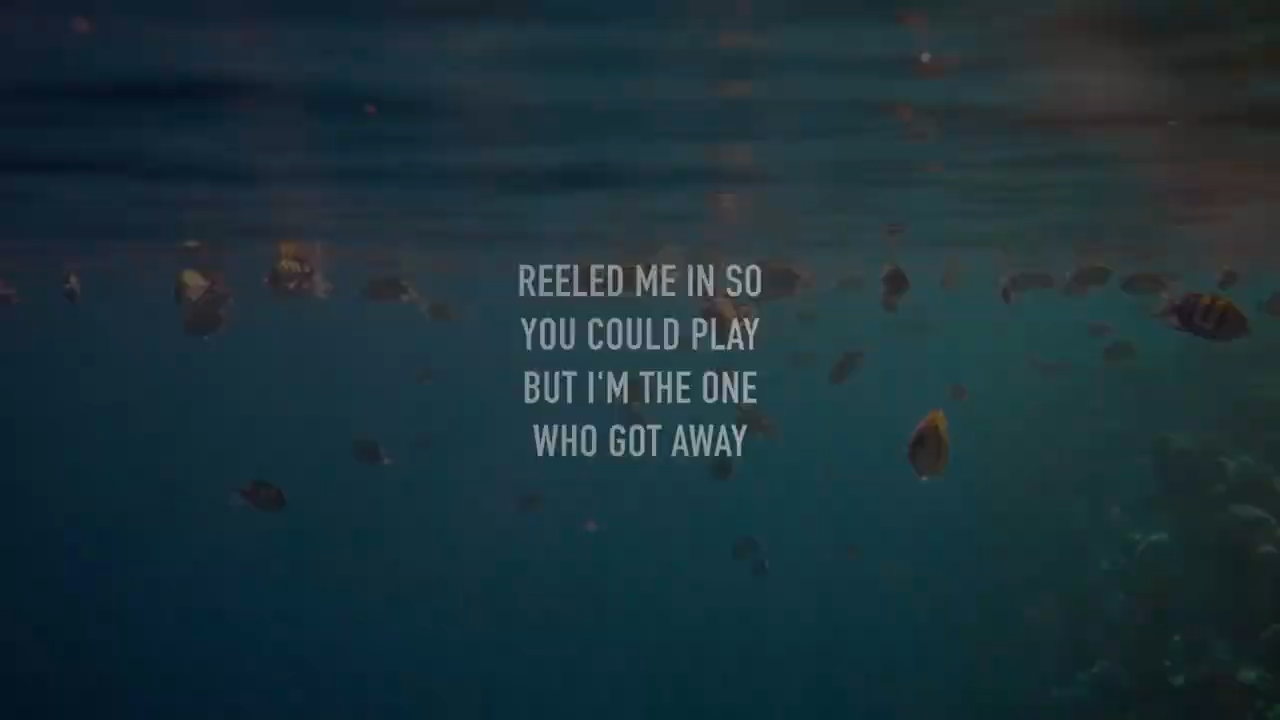 REELED ME IN SO
YOU COULD PLAY
BUT I'M THE ONE
WHO GOT AWAY